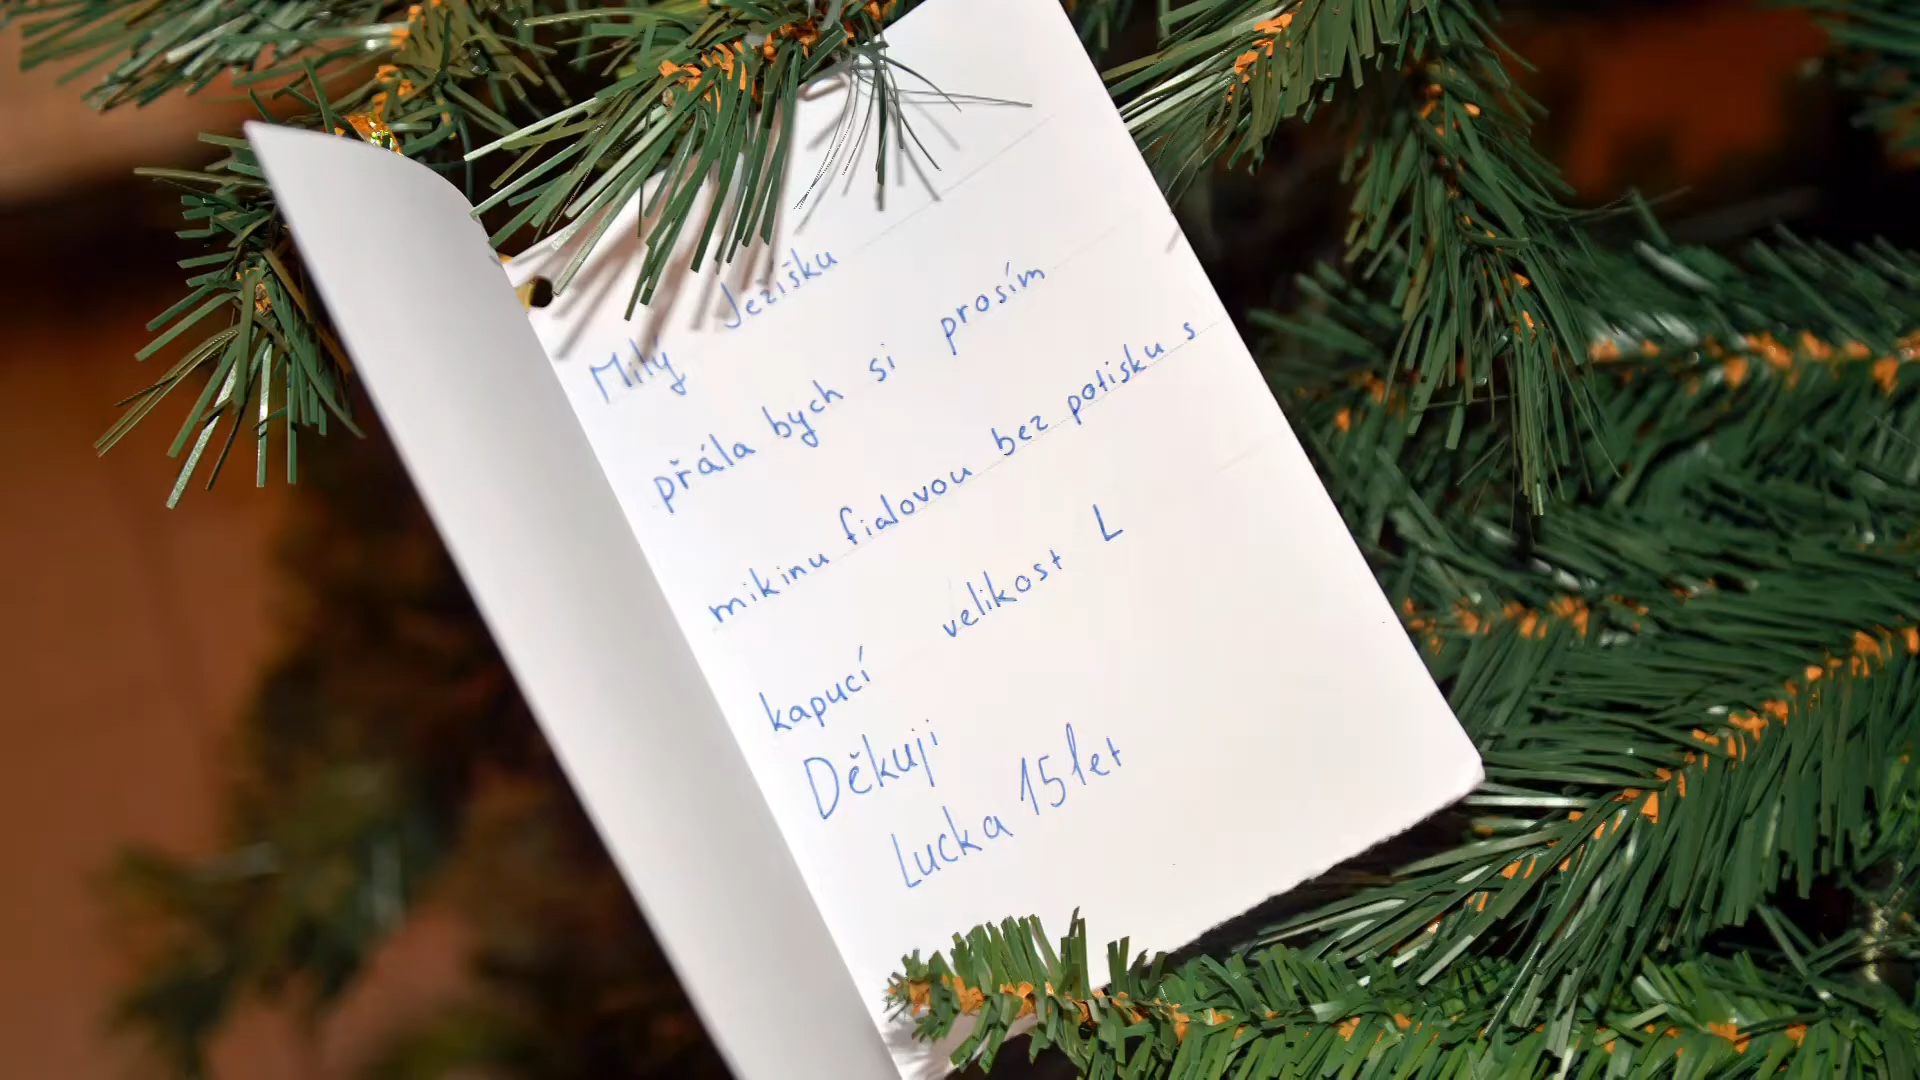 Milý Ježíšku
přála bych si prosím
mikinu fialovou bez potisku s
kapucí velikost L
Děkuji
Lucka 15 let